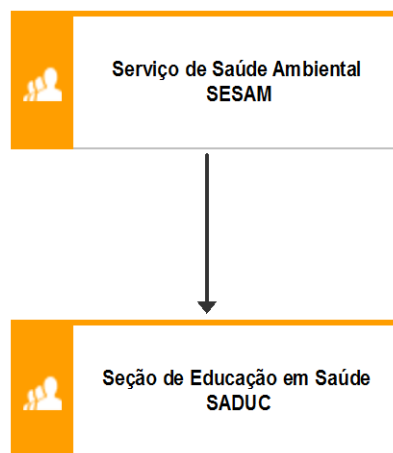 Serviço de Saúde Ambiental
SESAM
Seção de Educação em Saúde
SADUC